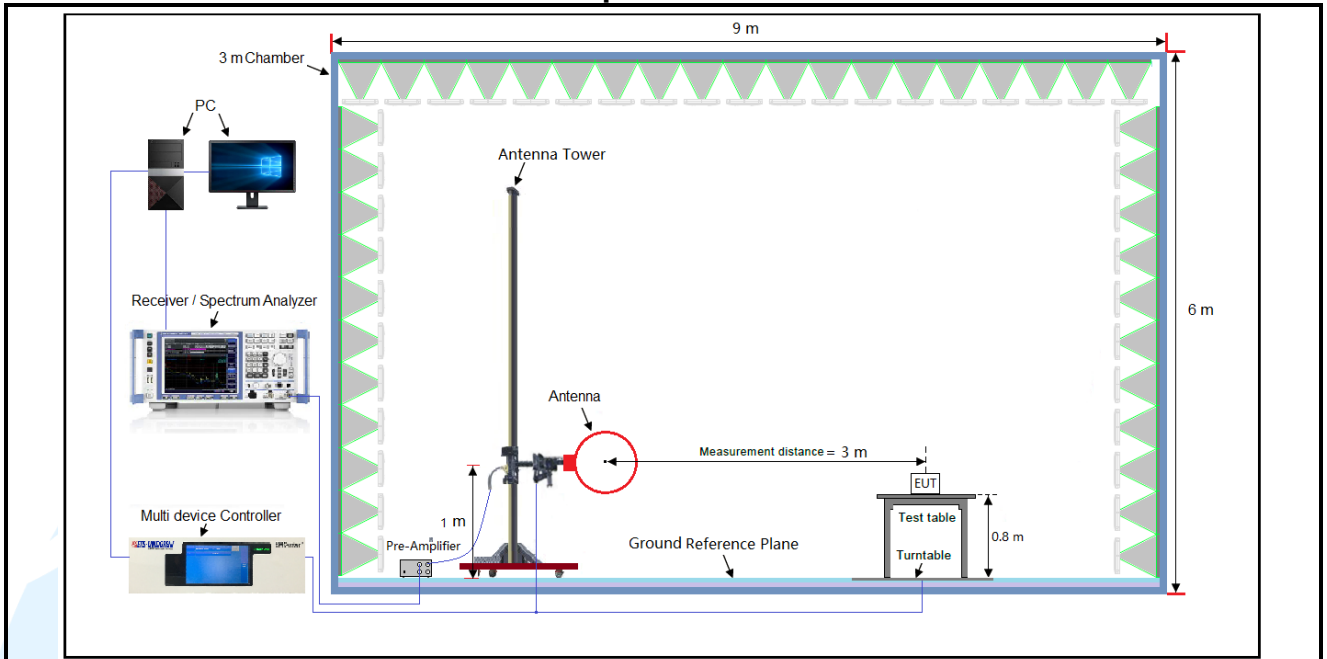 9 m
3 m Chamber
PC
Antenna Tower
Receiver / Spectrum Analyzer
6 m
Antenna
Measurement distance = 3 m
EUT
Multi device Controller
1 m
Test table
0.8 m
Pre-Amplifier
Ground Reference Plane
Turntable